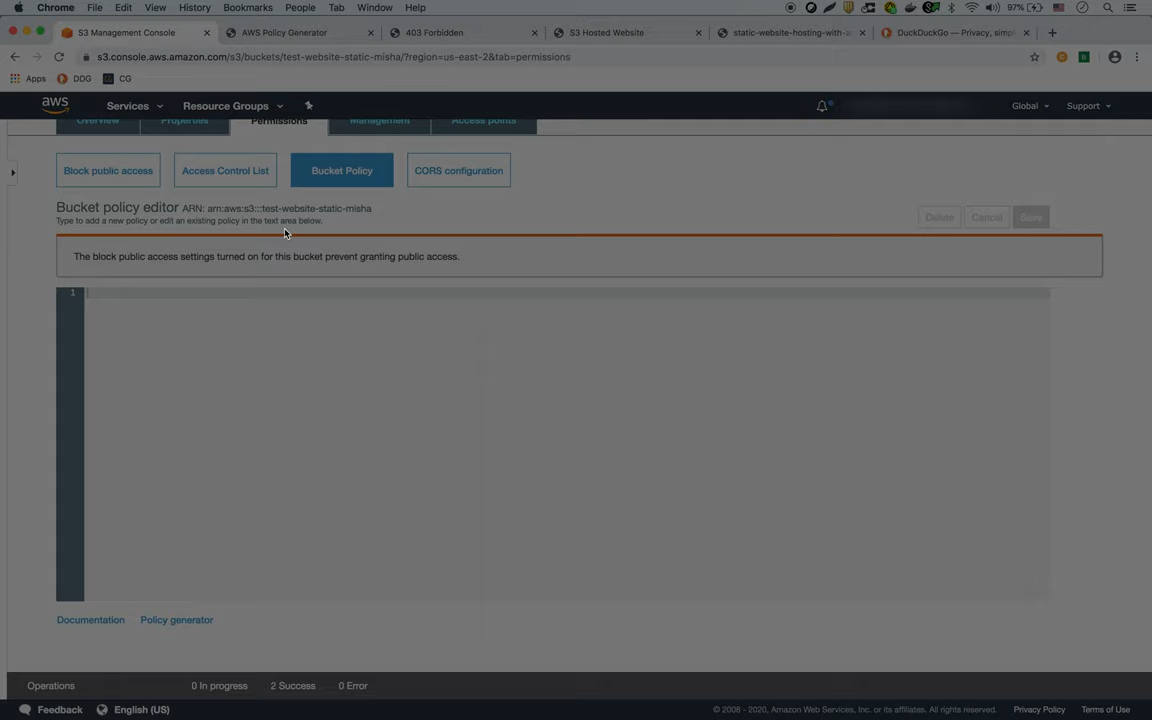 Chrome File Edit View History Bookmarks People Tab Window Help 97%
S3 Management Console AWS Policy Generator 403 Forbidden S3 Hosted Website static-website-hosting-with-a DuckDuckGo — Privacy, simpl
s3.console.aws.amazon.com/s3/buckets/test-website-static-misha/?region=us-east-2&tab=permissions
Apps DDG CG
aws Services Resource Groups Global Support
Overview Properties Permissions Management Access points
Block public access Access Control List Bucket Policy CORS configuration
Bucket policy editor ARN: arn:aws:s3:::test-website-static-misha
Type to add a new policy or edit an existing policy in the text area below.
Delete Cancel Save
The block public access settings turned on for this bucket prevent granting public access.
1
Documentation Policy generator
Operations 0 In progress 2 Success 0 Error
Feedback English (US) © 2008 - 2020, Amazon Web Services, Inc. or its affiliates. All rights reserved. Privacy Policy Terms of Use